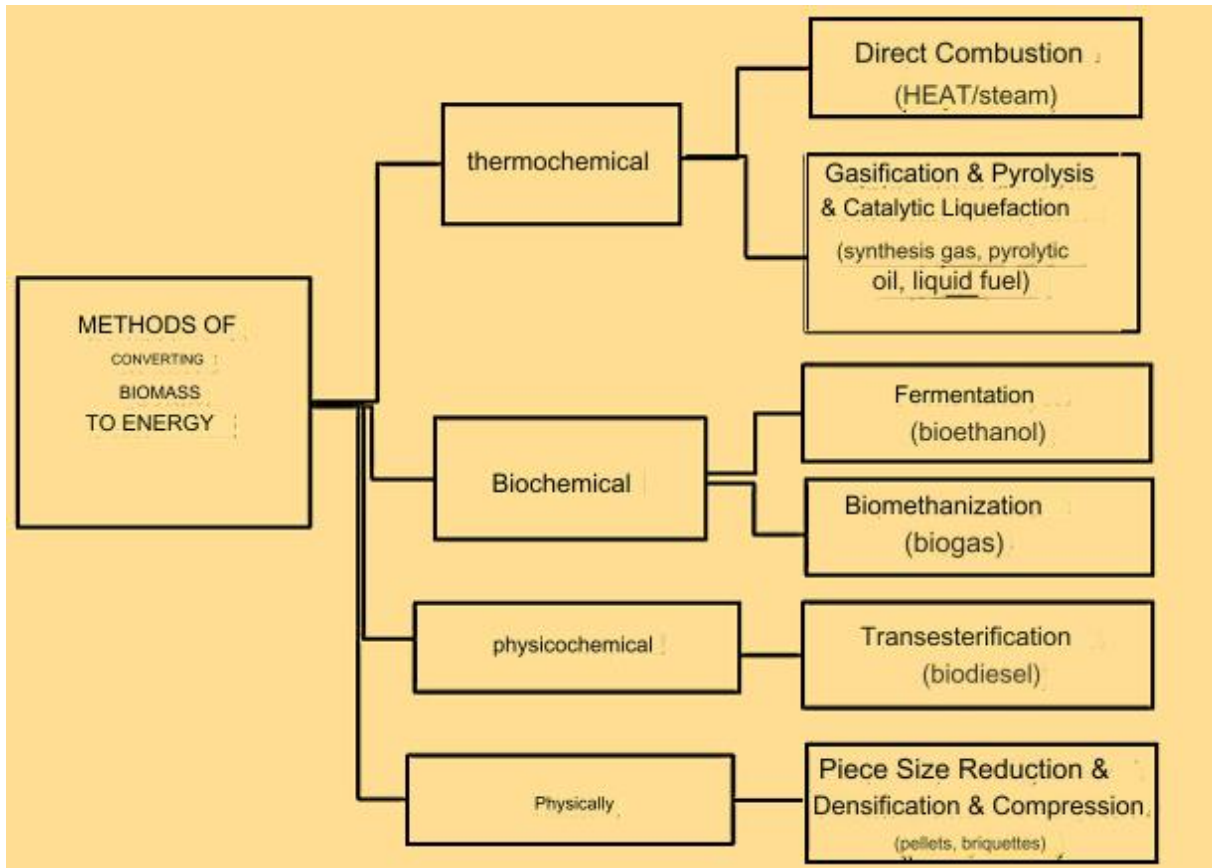 METHODS OF
CONVERTING
BIOMASS
TO ENERGY
thermochemical
Direct Combustion
(HEAT/steam)
Gasification & Pyrolysis
& Catalytic Liquefaction
(synthesis gas, pyrolytic
oil, liquid fuel)
Biochemical
Fermentation
(bioethanol)
Biomethanization
(biogas)
physicochemical
Transesterification
(biodiesel)
Physically
Piece Size Reduction &
Densification & Compression
(pellets, briquettes)